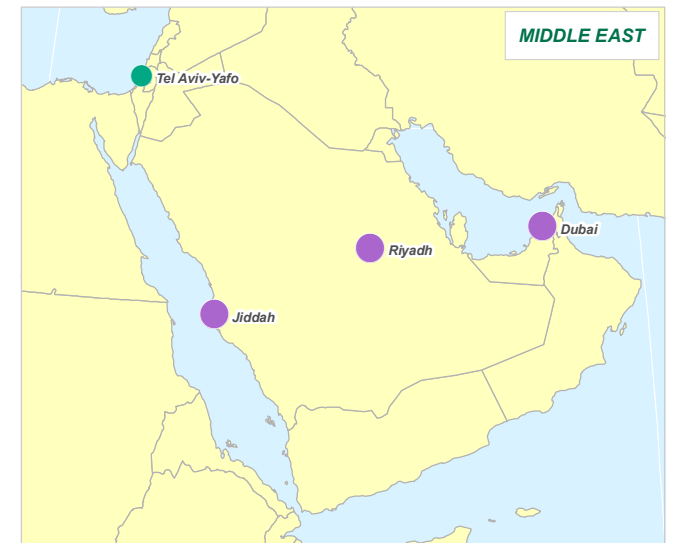 MIDDLE EAST
Tel Aviv-Yafo
Dubai
Riyadh
Jiddah